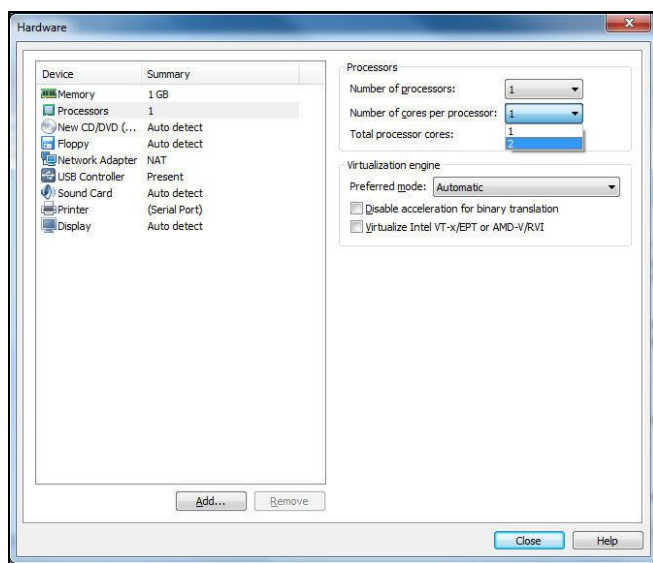 Hardware
Device Summary
Memory 1 GB
Processors 1
New CD/DVD (... Auto detect
Floppy Auto detect
Network Adapter NAT
USB Controller Present
Sound Card Auto detect
Printer (Serial Port)
Display Auto detect
Add... Remove
Processors
Number of processors: 1
Number of cores per processor: 1
Total processor cores: 1
2
Virtualization engine
Preferred mode: Automatic
Disable acceleration for binary translation
Virtualize Intel VT-x/EPT or AMD-V/RVI
Close Help